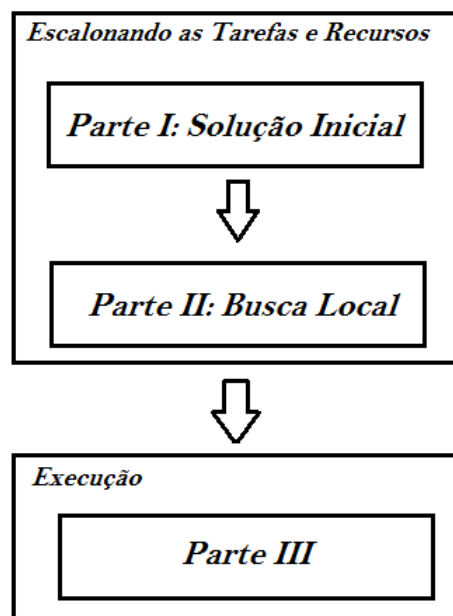 Escalonando as Tarefas e Recursos
Parte I: Solução Inicial
Parte II: Busca Local
Execução
Parte III